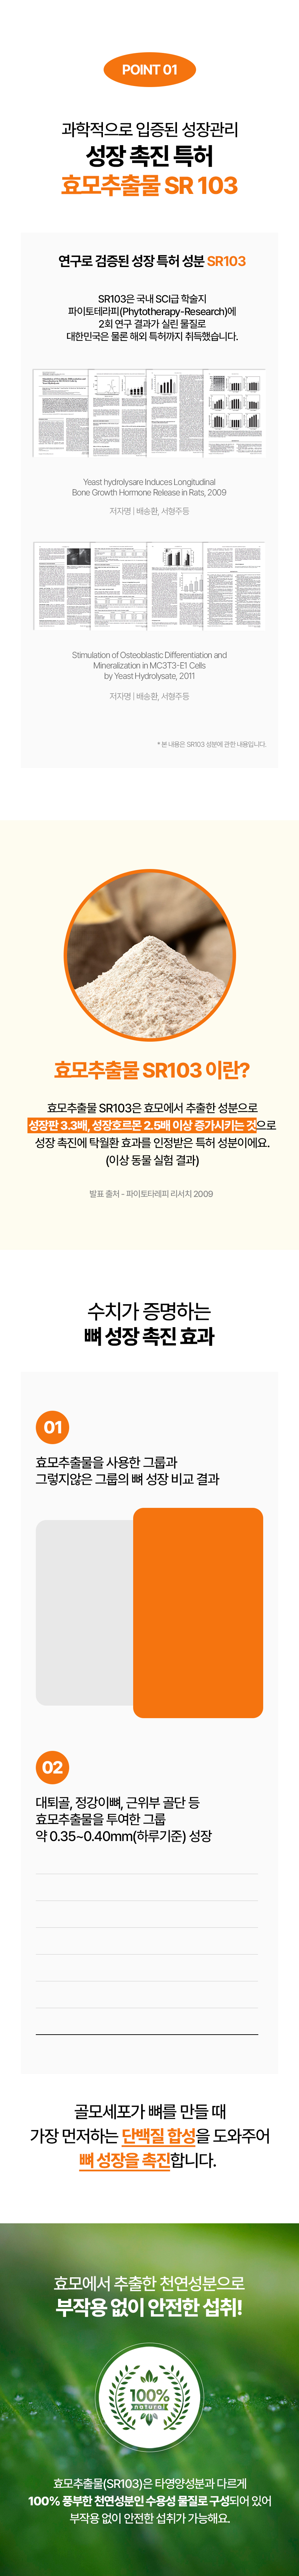 POINT 01
과학적으로 입증된 성장관리
성장 촉진 특허
효모추출물 SR 103
연구로 검증된 성장 특허 성분 SR103
SR103은 국내 SCI급 학술지
파이토테라피(Phytotherapy-Research)에
2회 연구 결과가 실린 물질로
대한민국은 물론 해외 특허까지 취득했습니다.
Yeast hydrolysare Induces Longitudinal
Bone Growth Hormone Release in Rats, 2009
저자명 | 배송환, 서형주등
Stimulation of Osteoblastic Differentiation and
Mineralization in MC3T3-E1 Cells
by Yeast Hydrolysate, 2011
저자명 | 배송환, 서형주등
* 본 내용은 SR103 성분에 관한 내용입니다.
효모추출물 SR103 이란?
효모추출물 SR103은 효모에서 추출한 성분으로
성장판 3.3배, 성장호르몬 2.5배 이상 증가시키는 것으로
성장 촉진에 탁월환 효과를 인정받은 특허 성분이에요.
(이상 동물 실험 결과)
발표 출처 - 파이토타레피 리서치 2009
수치가 증명하는
뼈 성장 촉진 효과
01
효모추출물을 사용한 그룹과
그렇지않은 그룹의 뼈 성장 비교 결과
02
대퇴골, 정강이뼈, 근위부 골단 등
효모추출물을 투여한 그룹
약 0.35~0.40mm(하루기준) 성장
골모세포가 뼈를 만들 때
가장 먼저하는 단백질 합성을 도와주어
뼈 성장을 촉진합니다.
효모에서 추출한 천연성분으로
부작용 없이 안전한 섭취!
100%
natural
효모추출물(SR103)은 타영양성분과 다르게
100% 풍부한 천연성분인 수용성 물질로 구성되어 있어
부작용 없이 안전한 섭취가 가능해요.